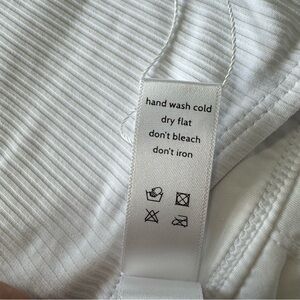 hand wash cold
dry flat
don't bleach
don't iron